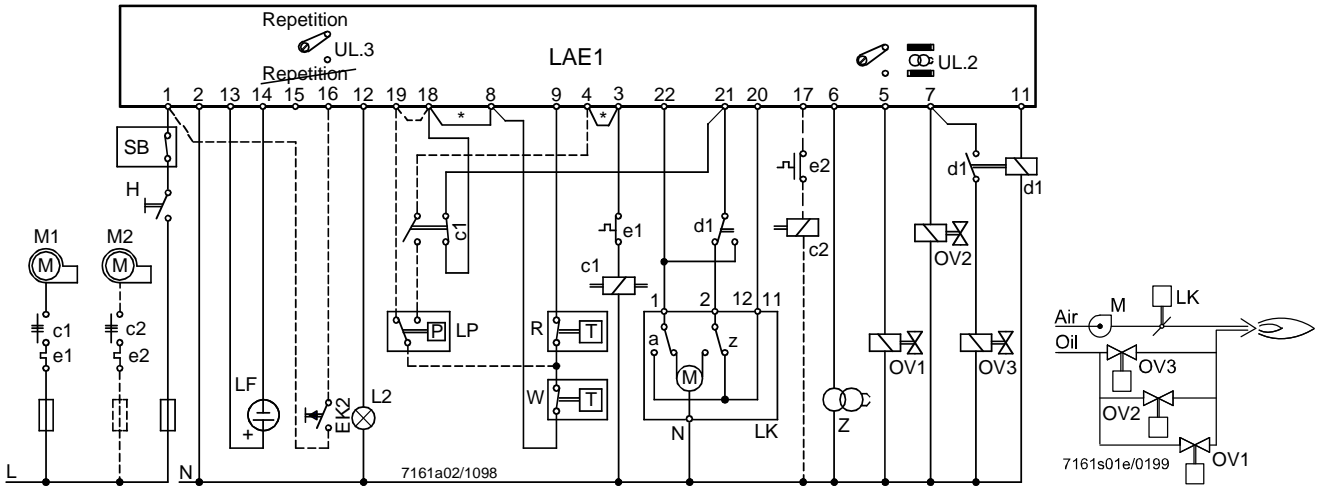 Repetition
UL.3
Repetition
LAE1
UL.2
1 2 13 14 15 16 12 19 18 8 9 4 3 22 21 20 17 6 5 7 11
* *
SB
H
M1 M2
M M
c1 c2
e1 e2
LF
+
EK2
L2
c1
P LP
R T
W T
e1
c1
d1
1 2 12 11
a z
M
N LK
e2
c2
Z
OV1
OV2
d1 d1
OV3
L N
7161a02/1098
M LK
Air
Oil
OV3
OV2
OV1
7161s01e/0199